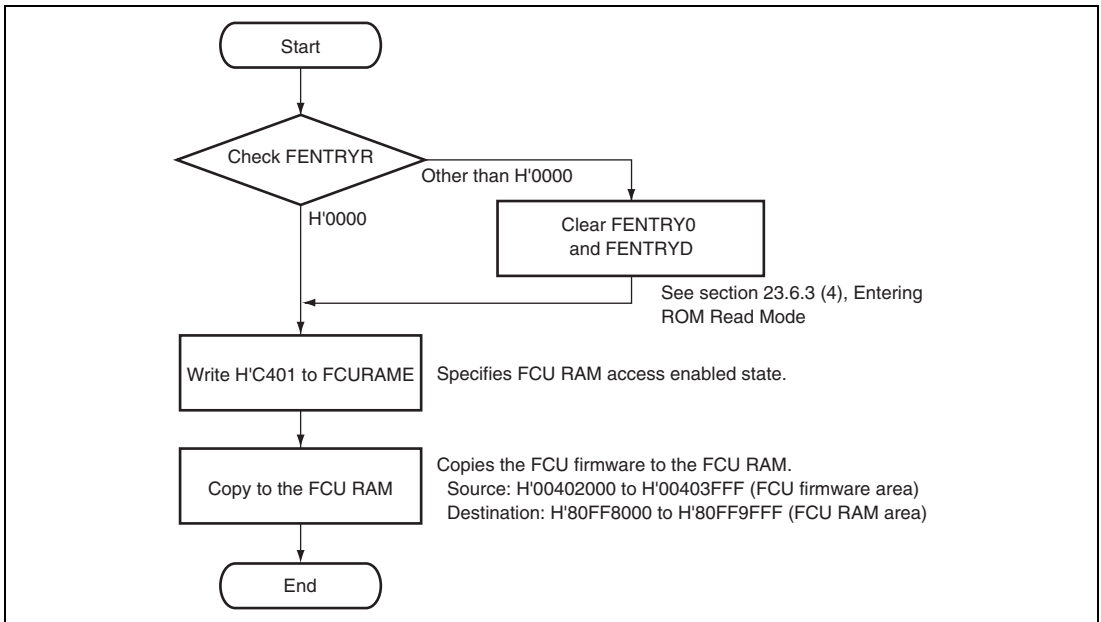 Start
Check FENTRYR
Other than H'0000
H'0000
Clear FENTRY0
and FENTRYD
See section 23.6.3 (4), Entering
ROM Read Mode
Write H'C401 to FCURAME
Specifies FCU RAM access enabled state.
Copy to the FCU RAM
Copies the FCU firmware to the FCU RAM.
Source: H'00402000 to H'00403FFF (FCU firmware area)
Destination: H'80FF8000 to H'80FF9FFF (FCU RAM area)
End